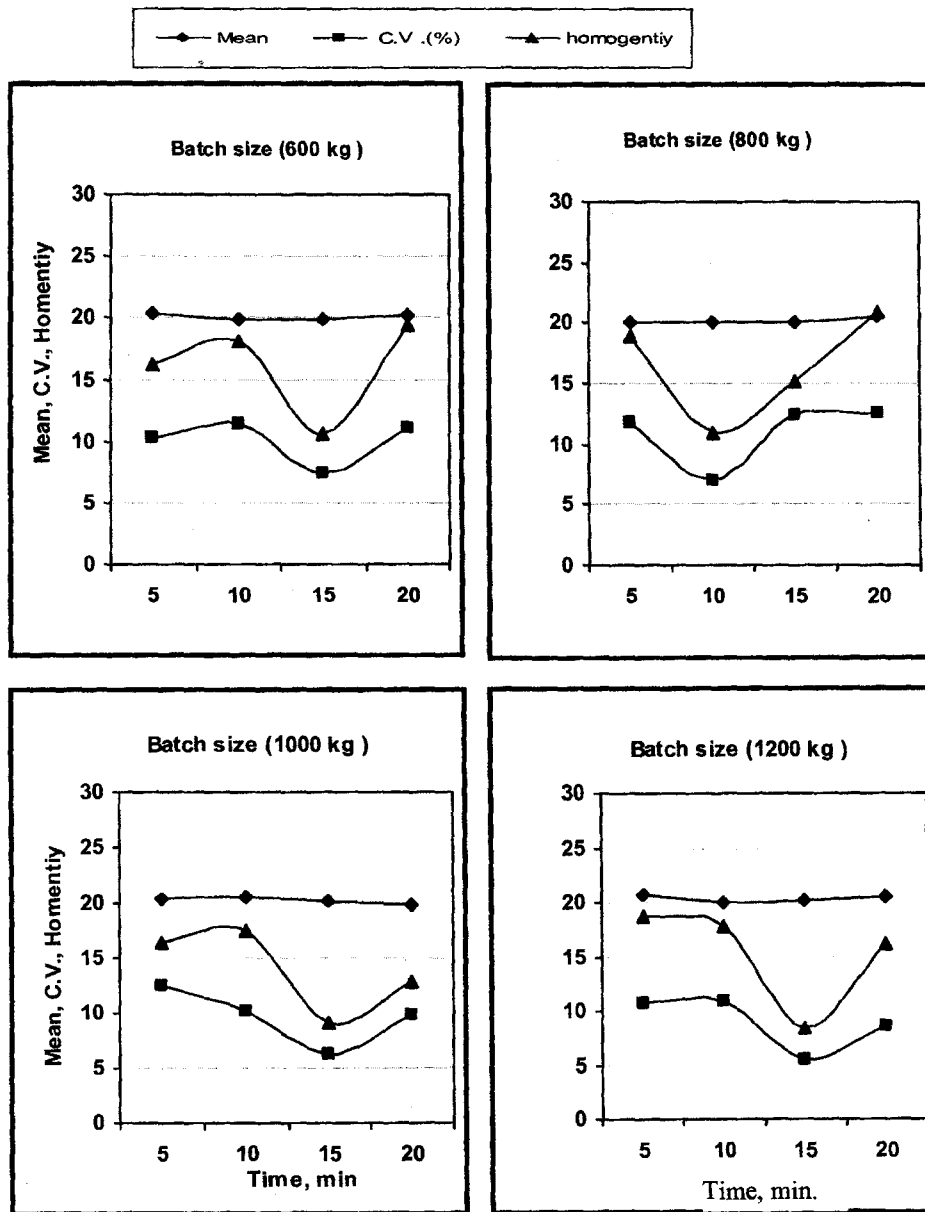 Mean C.V.(%) homogentiy
Batch size (600 kg )
30
25
20
15
10
5
0
Mean, C.V., Homentiy
5 10 15 20
Batch size (800 kg )
30
25
20
15
10
5
0
5 10 15 20
Batch size (1000 kg )
30
25
20
15
10
5
0
Mean, C.V., Homentiy
5 10 15 20
Time, min
Batch size (1200 kg )
30
25
20
15
10
5
0
5 10 15 20
Time, min.